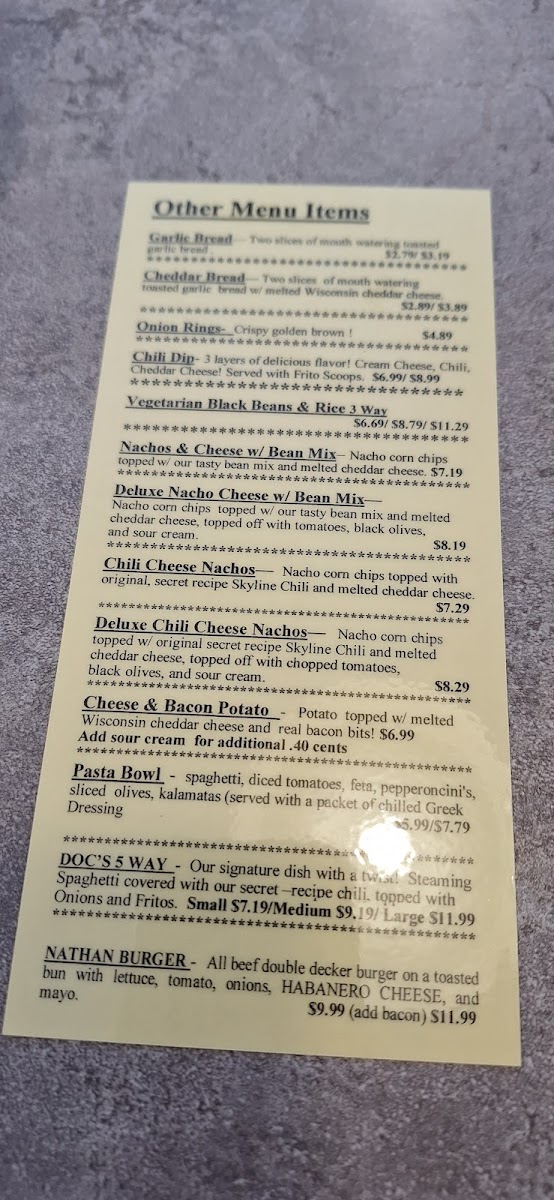 Other Menu Items
Garlic Bread — Two slices of mouth watering toasted
garlic bread. $2.79/ $3.19
************************************
Cheddar Bread— Two slices of mouth watering
toasted garlic bread w/ melted Wisconsin cheddar cheese.
$2.89/ $3.89
************************************
Onion Rings- Crispy golden brown ! $4.89
************************************
Chili Dip- 3 layers of delicious flavor! Cream Cheese, Chili,
Cheddar Cheese! Served with Frito Scoops. $6.99/ $8.99
************************************
Vegetarian Black Beans & Rice 3 Way
$6.69/ $8.79/ $11.29
************************************
Nachos & Cheese w/ Bean Mix– Nacho corn chips
topped w/ our tasty bean mix and melted cheddar cheese. $7.19
************************************
Deluxe Nacho Cheese w/ Bean Mix—
Nacho corn chips topped w/ our tasty bean mix and melted
cheddar cheese, topped off with tomatoes, black olives,
and sour cream. $8.19
************************************
Chili Cheese Nachos— Nacho corn chips topped with
original, secret recipe Skyline Chili and melted cheddar cheese.
$7.29
************************************
Deluxe Chili Cheese Nachos— Nacho corn chips
topped w/ original secret recipe Skyline Chili and melted
cheddar cheese, topped off with chopped tomatoes,
black olives, and sour cream. $8.29
************************************
Cheese & Bacon Potato - Potato topped w/ melted
Wisconsin cheddar cheese and real bacon bits! $6.99
Add sour cream for additional .40 cents
************************************
Pasta Bowl - spaghetti, diced tomatoes, feta, pepperoncini's,
sliced olives, kalamatas (served with a packet of chilled Greek
Dressing 5.99/$7.79
************************************
DOC'S 5 WAY - Our signature dish with a twist! Steaming
Spaghetti covered with our secret –recipe chili, topped with
Onions and Fritos. Small $7.19/Medium $9.19/ Large $11.99
************************************
NATHAN BURGER - All beef double decker burger on a toasted
bun with lettuce, tomato, onions, HABANERO CHEESE, and
mayo. $9.99 (add bacon) $11.99